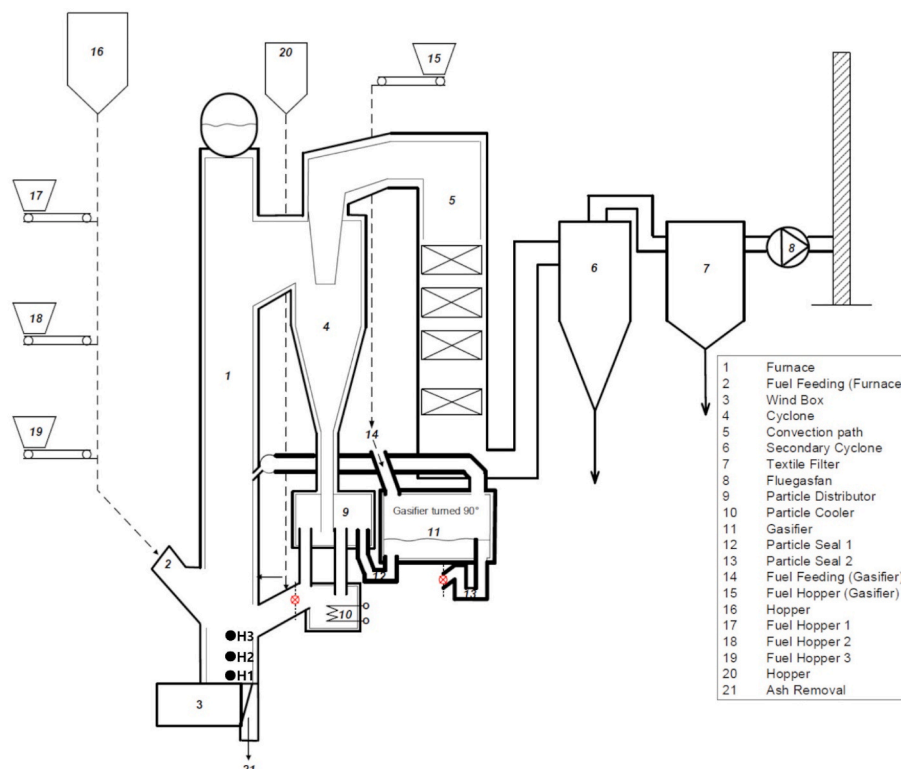 16
20
15
17
5
8
6
7
18
4
1
19
14
9
Gasifier turned 90°
11
2
12
13
10
H3
H2
H1
3
21
1 Furnace
2 Fuel Feeding (Furnace
3 Wind Box
4 Cyclone
5 Convection path
6 Secondary Cyclone
7 Textile Filter
8 Fluegasfan
9 Particle Distributor
10 Particle Cooler
11 Gasifier
12 Particle Seal 1
13 Particle Seal 2
14 Fuel Feeding (Gasifier)
15 Fuel Hopper (Gasifier)
16 Hopper
17 Fuel Hopper 1
18 Fuel Hopper 2
19 Fuel Hopper 3
20 Hopper
21 Ash Removal